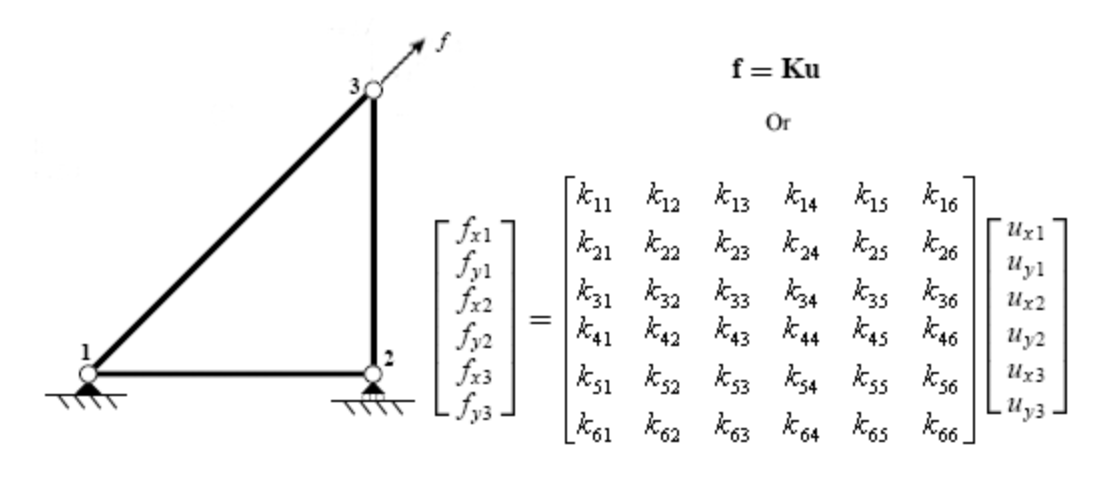 f
3
1
2
f = Ku
Or
[ f_x1 ] [ k_11 k_12 k_13 k_14 k_15 k_16 ] [ u_x1 ]
[ f_y1 ] [ k_21 k_22 k_23 k_24 k_25 k_26 ] [ u_y1 ]
[ f_x2 ] [ k_31 k_32 k_33 k_34 k_35 k_36 ] [ u_x2 ]
[ f_y2 ] = [ k_41 k_42 k_43 k_44 k_45 k_46 ] [ u_y2 ]
[ f_x3 ] [ k_51 k_52 k_53 k_54 k_55 k_56 ] [ u_x3 ]
[ f_y3 ] [ k_61 k_62 k_63 k_64 k_65 k_66 ] [ u_y3 ]